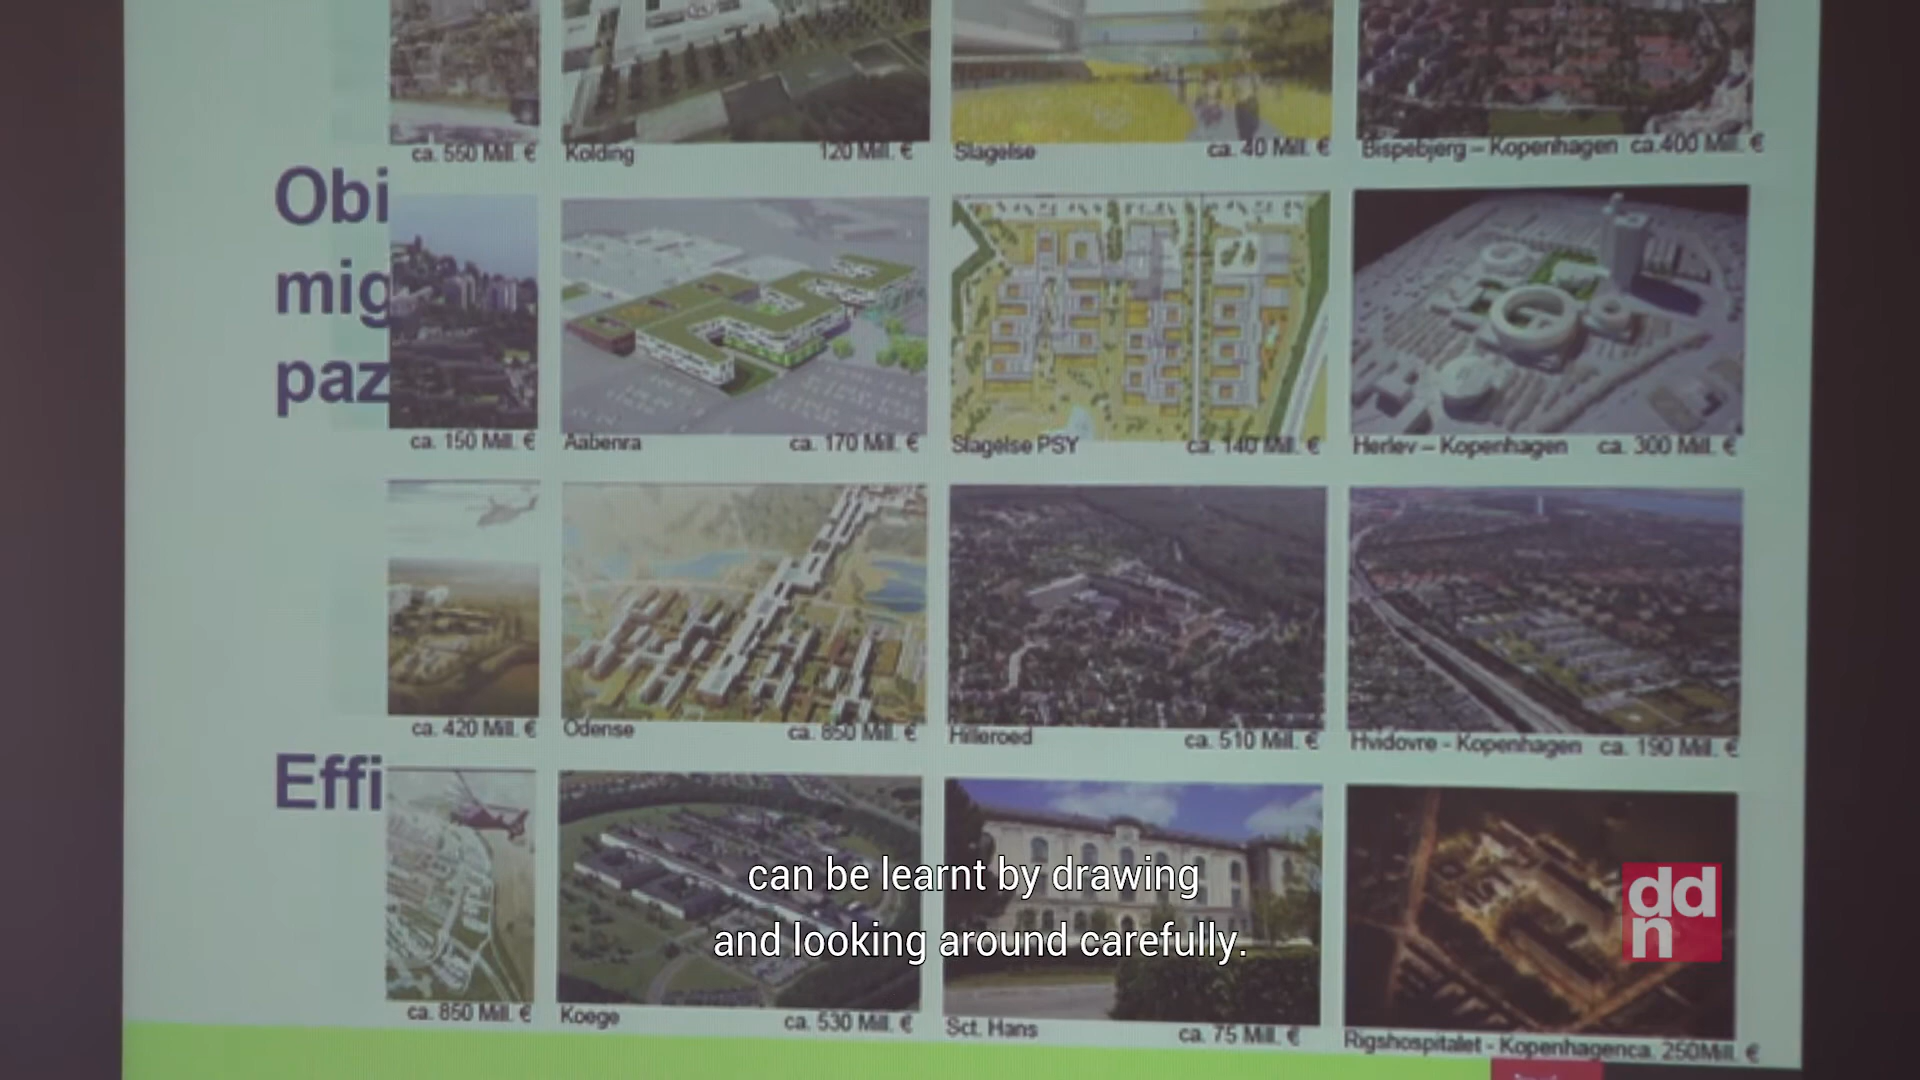 ca. 550 Mill. €
Kolding 120 Mill. €
Slagelse ca. 40 Mill. €
Bispebjerg – Kopenhagen ca.400 Mill. €
Obi
mig
paz
ca. 150 Mill. €
Aabenra ca. 170 Mill. €
Slagelse PSY ca. 140 Mill. €
Herlev – Kopenhagen ca. 300 Mill. €
ca. 420 Mill. €
Odense ca. 850 Mill. €
Hilleroed ca. 510 Mill. €
Hvidovre - Kopenhagen ca. 190 Mill. €
Effi
ca. 850 Mill. €
Koege ca. 530 Mill. €
Sct. Hans ca. 75 Mill. €
Rigshospitalet - Kopenhagenca. 250Mill. €
can be learnt by drawing
and looking around carefully.
ddn